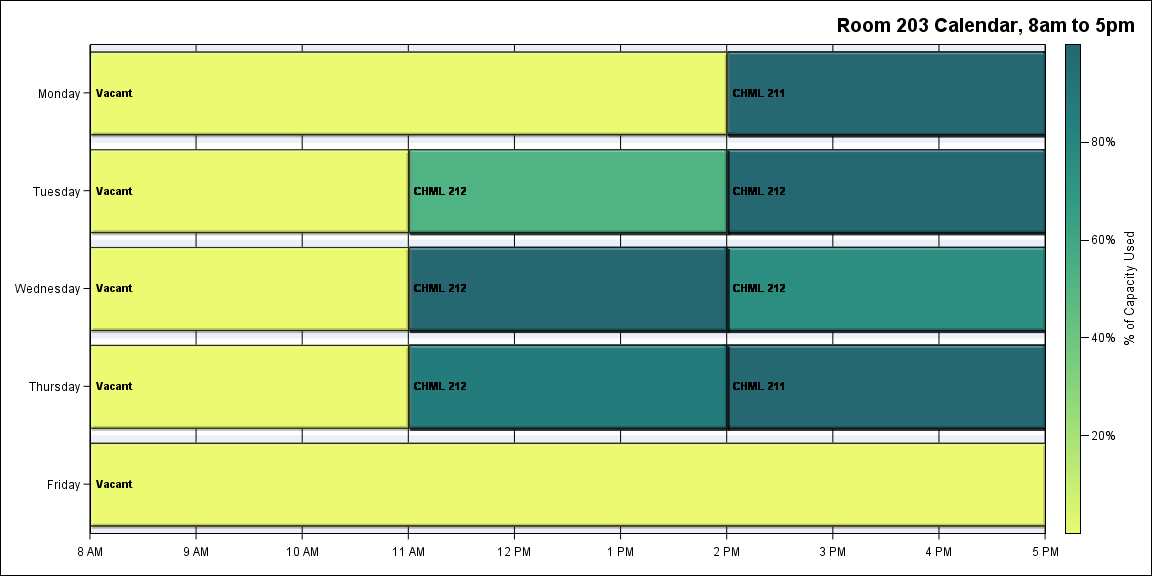 Room 203 Calendar, 8am to 5pm
Monday
Vacant
CHML 211
Tuesday
Vacant
CHML 212
CHML 212
Wednesday
Vacant
CHML 212
CHML 212
Thursday
Vacant
CHML 212
CHML 211
Friday
Vacant
8 AM
9 AM
10 AM
11 AM
12 PM
1 PM
2 PM
3 PM
4 PM
5 PM
80%
60%
40%
20%
% of Capacity Used